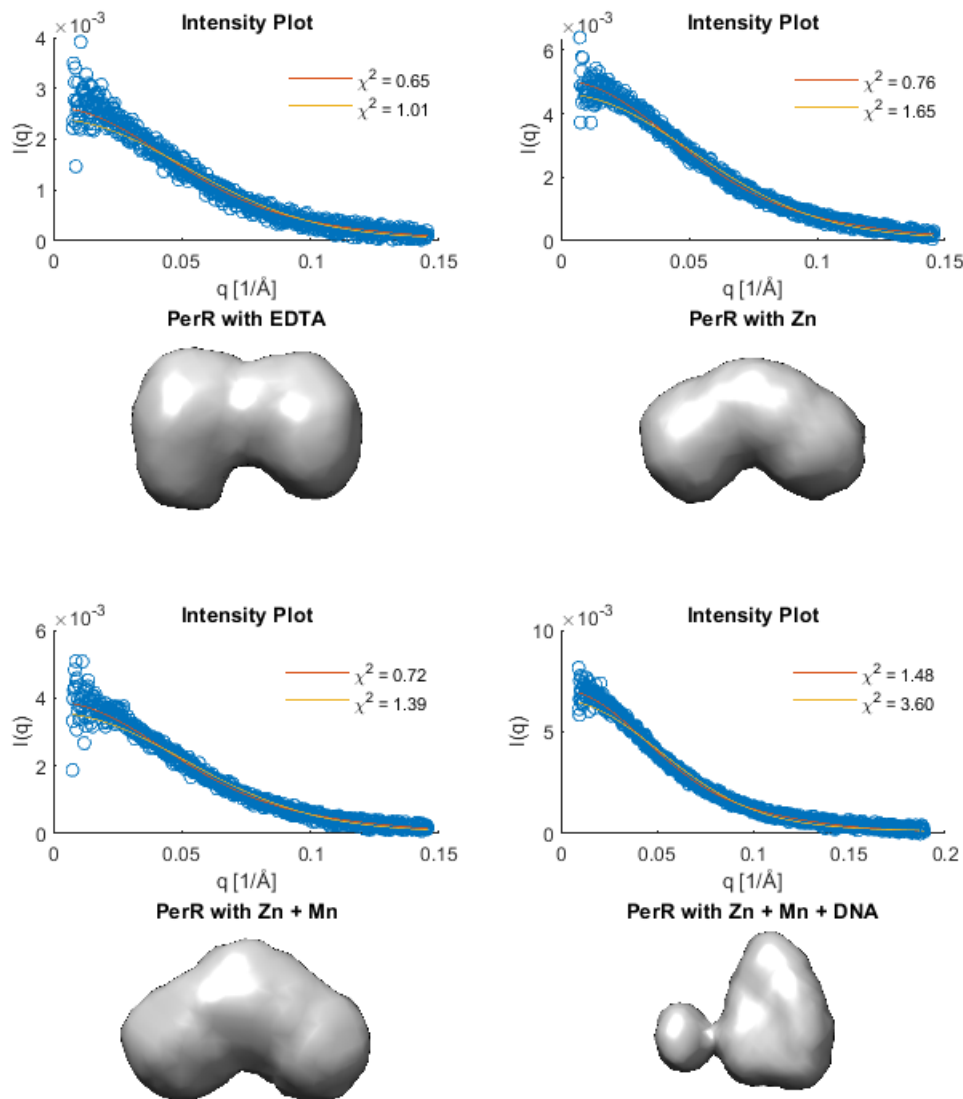 ×10⁻³
Intensity Plot
4
3
2
1
0
I(q)
χ² = 0.65
χ² = 1.01
0
0.05
0.1
0.15
q [1/Å]
PerR with EDTA
×10⁻³
Intensity Plot
6
4
2
0
I(q)
χ² = 0.76
χ² = 1.65
0
0.05
0.1
0.15
q [1/Å]
PerR with Zn
×10⁻³
Intensity Plot
6
4
2
0
I(q)
χ² = 0.72
χ² = 1.39
0
0.05
0.1
0.15
q [1/Å]
PerR with Zn + Mn
×10⁻³
Intensity Plot
10
5
0
I(q)
χ² = 1.48
χ² = 3.60
0
0.05
0.1
0.15
0.2
q [1/Å]
PerR with Zn + Mn + DNA